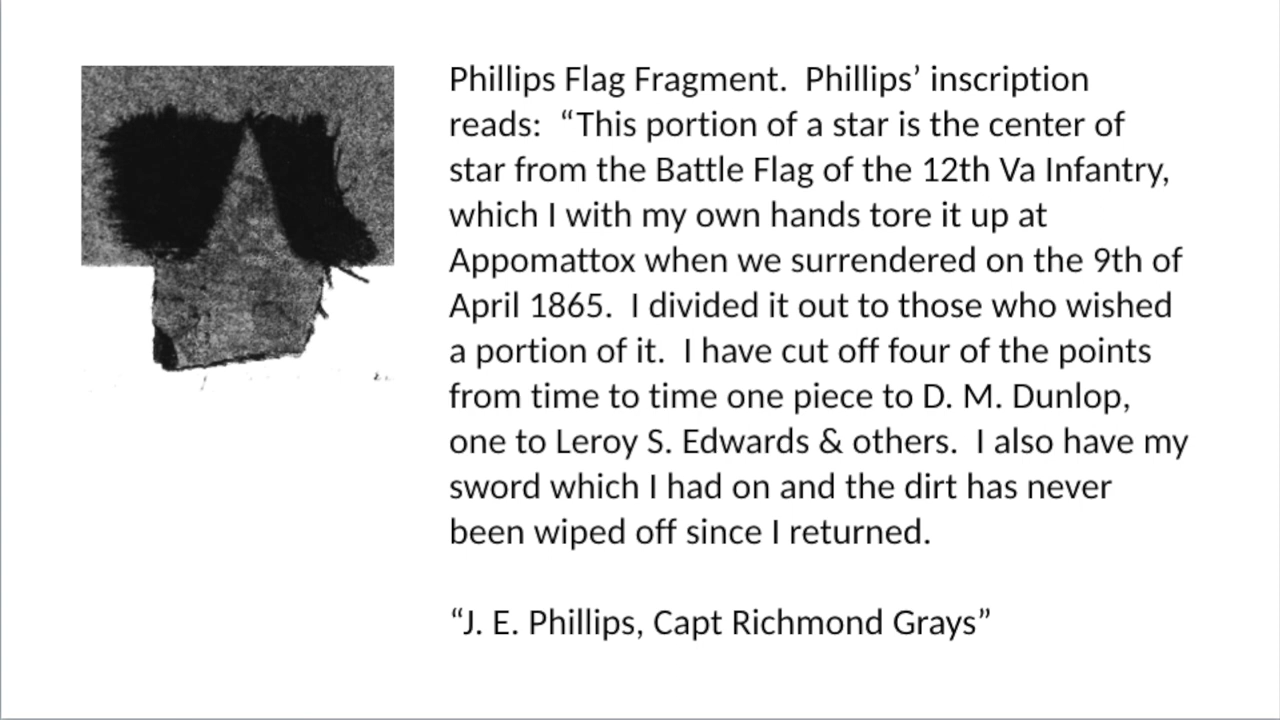 Phillips Flag Fragment.  Phillips’ inscription
reads:  “This portion of a star is the center of
star from the Battle Flag of the 12th Va Infantry,
which I with my own hands tore it up at
Appomattox when we surrendered on the 9th of
April 1865.  I divided it out to those who wished
a portion of it.  I have cut off four of the points
from time to time one piece to D. M. Dunlop,
one to Leroy S. Edwards & others.  I also have my
sword which I had on and the dirt has never
been wiped off since I returned.
“J. E. Phillips, Capt Richmond Grays”